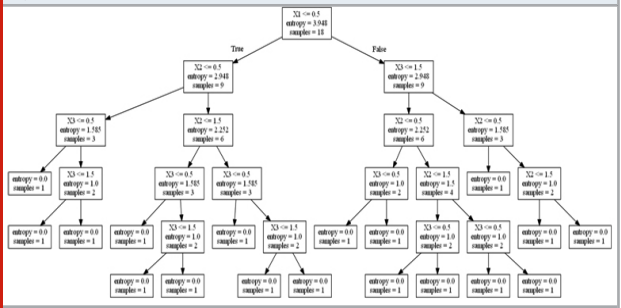 X1 <= 0.5
entropy = 3.948
samples = 18
True
False
X2 <= 0.5
entropy = 2.948
samples = 9
X3 <= 1.5
entropy = 2.948
samples = 9
X3 <= 0.5
entropy = 1.585
samples = 3
X2 <= 1.5
entropy = 2.252
samples = 6
X2 <= 0.5
entropy = 2.252
samples = 6
X2 <= 0.5
entropy = 1.585
samples = 3
entropy = 0.0
samples = 1
X3 <= 1.5
entropy = 1.0
samples = 2
X3 <= 0.5
entropy = 1.585
samples = 3
X3 <= 0.5
entropy = 1.585
samples = 3
X3 <= 0.5
entropy = 1.0
samples = 2
X2 <= 1.5
entropy = 1.5
samples = 4
entropy = 0.0
samples = 1
X2 <= 1.5
entropy = 1.0
samples = 2
entropy = 0.0
samples = 1
entropy = 0.0
samples = 1
entropy = 0.0
samples = 1
X3 <= 1.5
entropy = 1.0
samples = 2
entropy = 0.0
samples = 1
X3 <= 1.5
entropy = 1.0
samples = 2
entropy = 0.0
samples = 1
entropy = 0.0
samples = 1
X3 <= 0.5
entropy = 1.0
samples = 2
X3 <= 0.5
entropy = 1.0
samples = 2
entropy = 0.0
samples = 1
entropy = 0.0
samples = 1
entropy = 0.0
samples = 1
entropy = 0.0
samples = 1
entropy = 0.0
samples = 1
entropy = 0.0
samples = 1
entropy = 0.0
samples = 1
entropy = 0.0
samples = 1
entropy = 0.0
samples = 1
entropy = 0.0
samples = 1